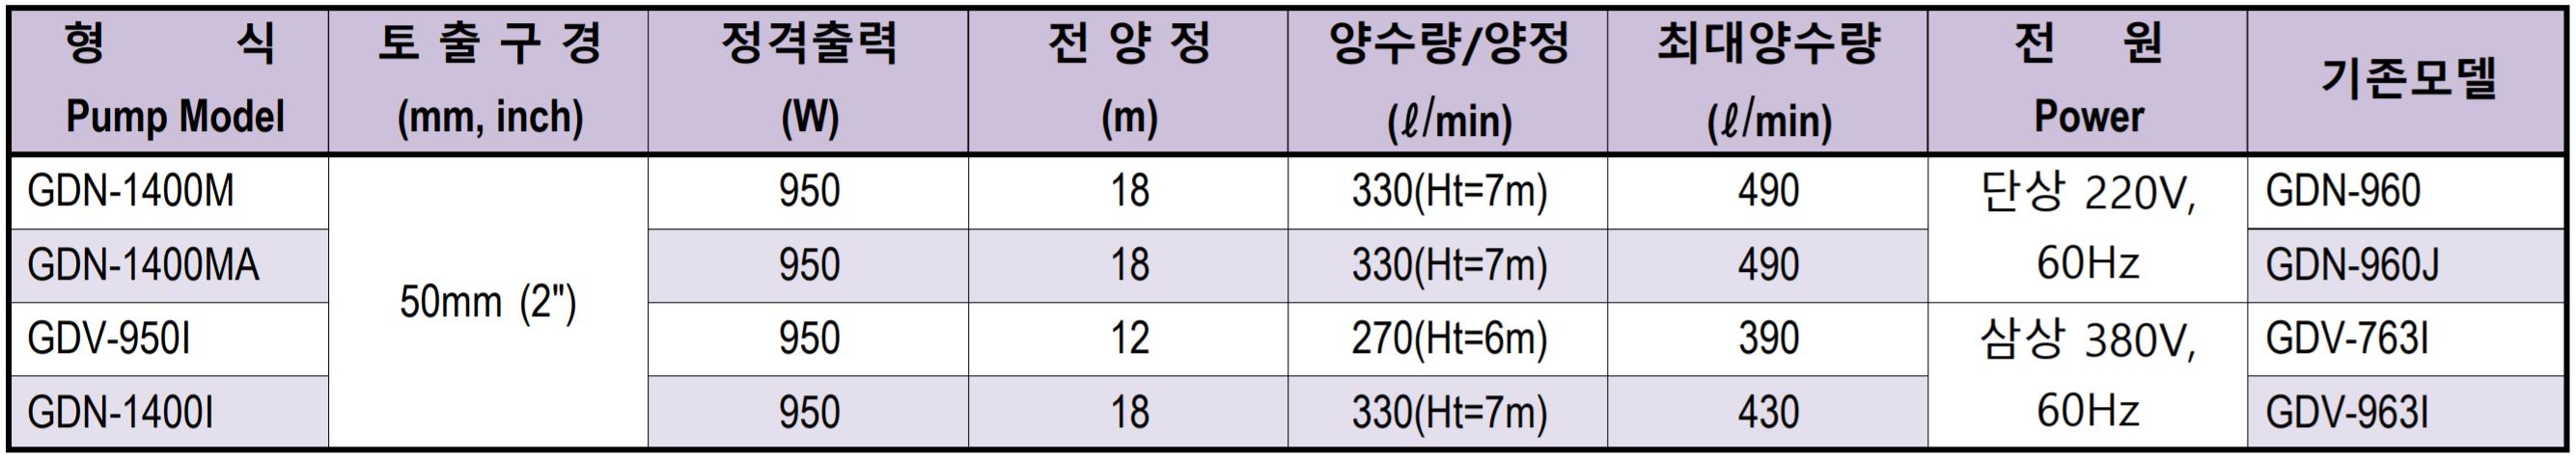 형 식 토 출 구 경 정격출력 전 양 정 양수량/양정 최대양수량 전 원 기존모델
Pump Model (mm, inch) (W) (m) (ℓ/min) (ℓ/min) Power
GDN-1400M 50mm (2") 950 18 330(Ht=7m) 490 단상 220V, GDN-960
GDN-1400MA 950 18 330(Ht=7m) 490 60Hz GDN-960J
GDV-950I 950 12 270(Ht=6m) 390 삼상 380V, GDV-763I
GDN-1400I 950 18 330(Ht=7m) 430 60Hz GDV-963I